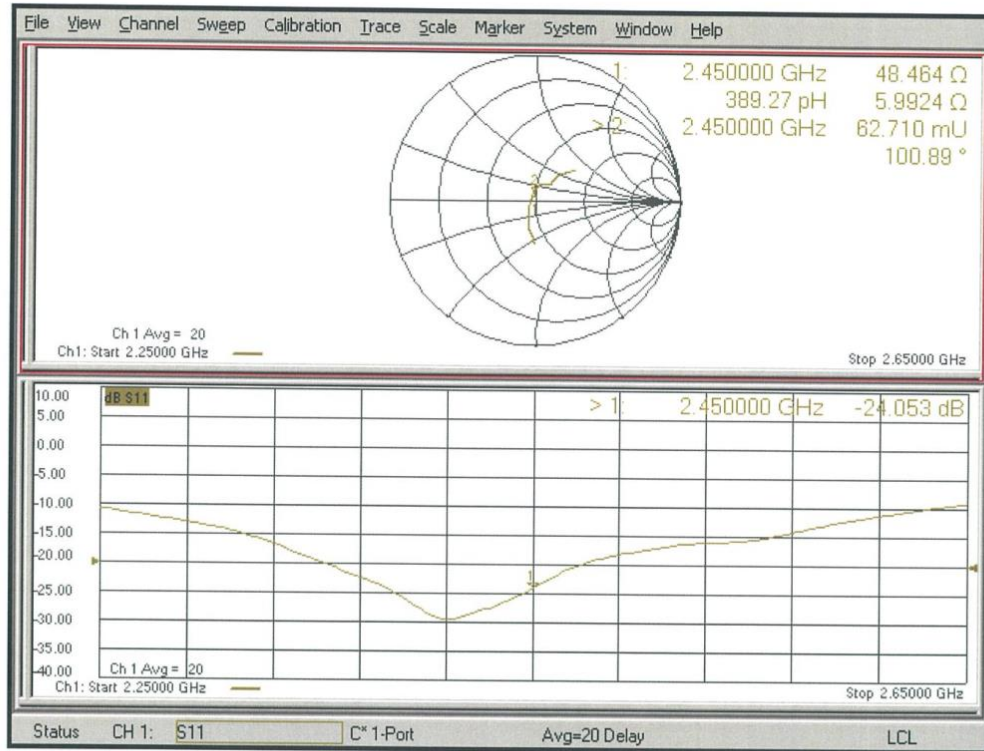 File View Channel Sweep Calibration Trace Scale Marker System Window Help
1: 2.450000 GHz 48.464 Ω
389.27 pH 5.9924 Ω
> 2: 2.450000 GHz 62.710 mU
100.89 °
2
Ch 1 Avg = 20
Ch1: Start 2.25000 GHz
Stop 2.65000 GHz
10.00 dB S11
> 1: 2.450000 GHz -24.053 dB
5.00
0.00
-5.00
-10.00
-15.00
-20.00
1
-25.00
-30.00
-35.00
-40.00
Ch 1 Avg = 20
Ch1: Start 2.25000 GHz
Stop 2.65000 GHz
Status CH 1: S11 C* 1-Port Avg=20 Delay LCL